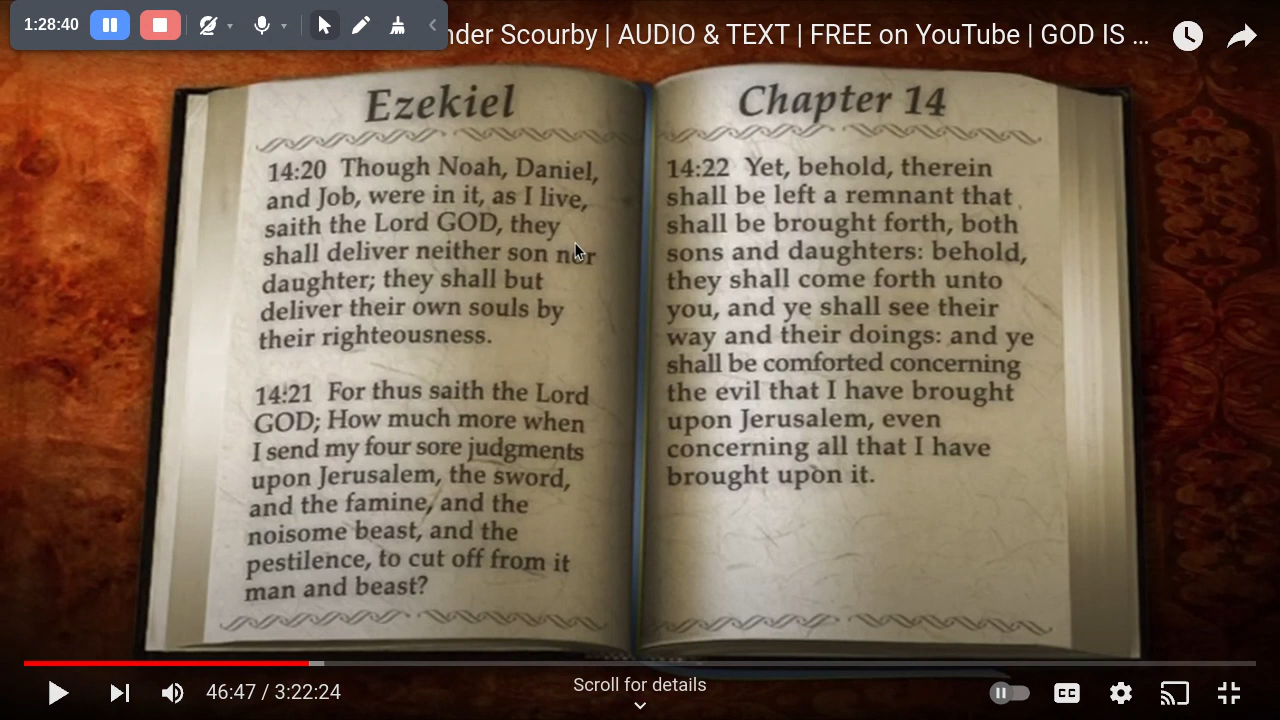 1:28:40
nder Scourby | AUDIO & TEXT | FREE on YouTube | GOD IS ...
Ezekiel
14:20 Though Noah, Daniel,
and Job, were in it, as I live,
saith the Lord GOD, they
shall deliver neither son nor
daughter; they shall but
deliver their own souls by
their righteousness.
14:21 For thus saith the Lord
GOD; How much more when
I send my four sore judgments
upon Jerusalem, the sword,
and the famine, and the
noisome beast, and the
pestilence, to cut off from it
man and beast?
Chapter 14
14:22 Yet, behold, therein
shall be left a remnant that
shall be brought forth, both
sons and daughters: behold,
they shall come forth unto
you, and ye shall see their
way and their doings: and ye
shall be comforted concerning
the evil that I have brought
upon Jerusalem, even
concerning all that I have
brought upon it.
46:47 / 3:22:24
Scroll for details
CC